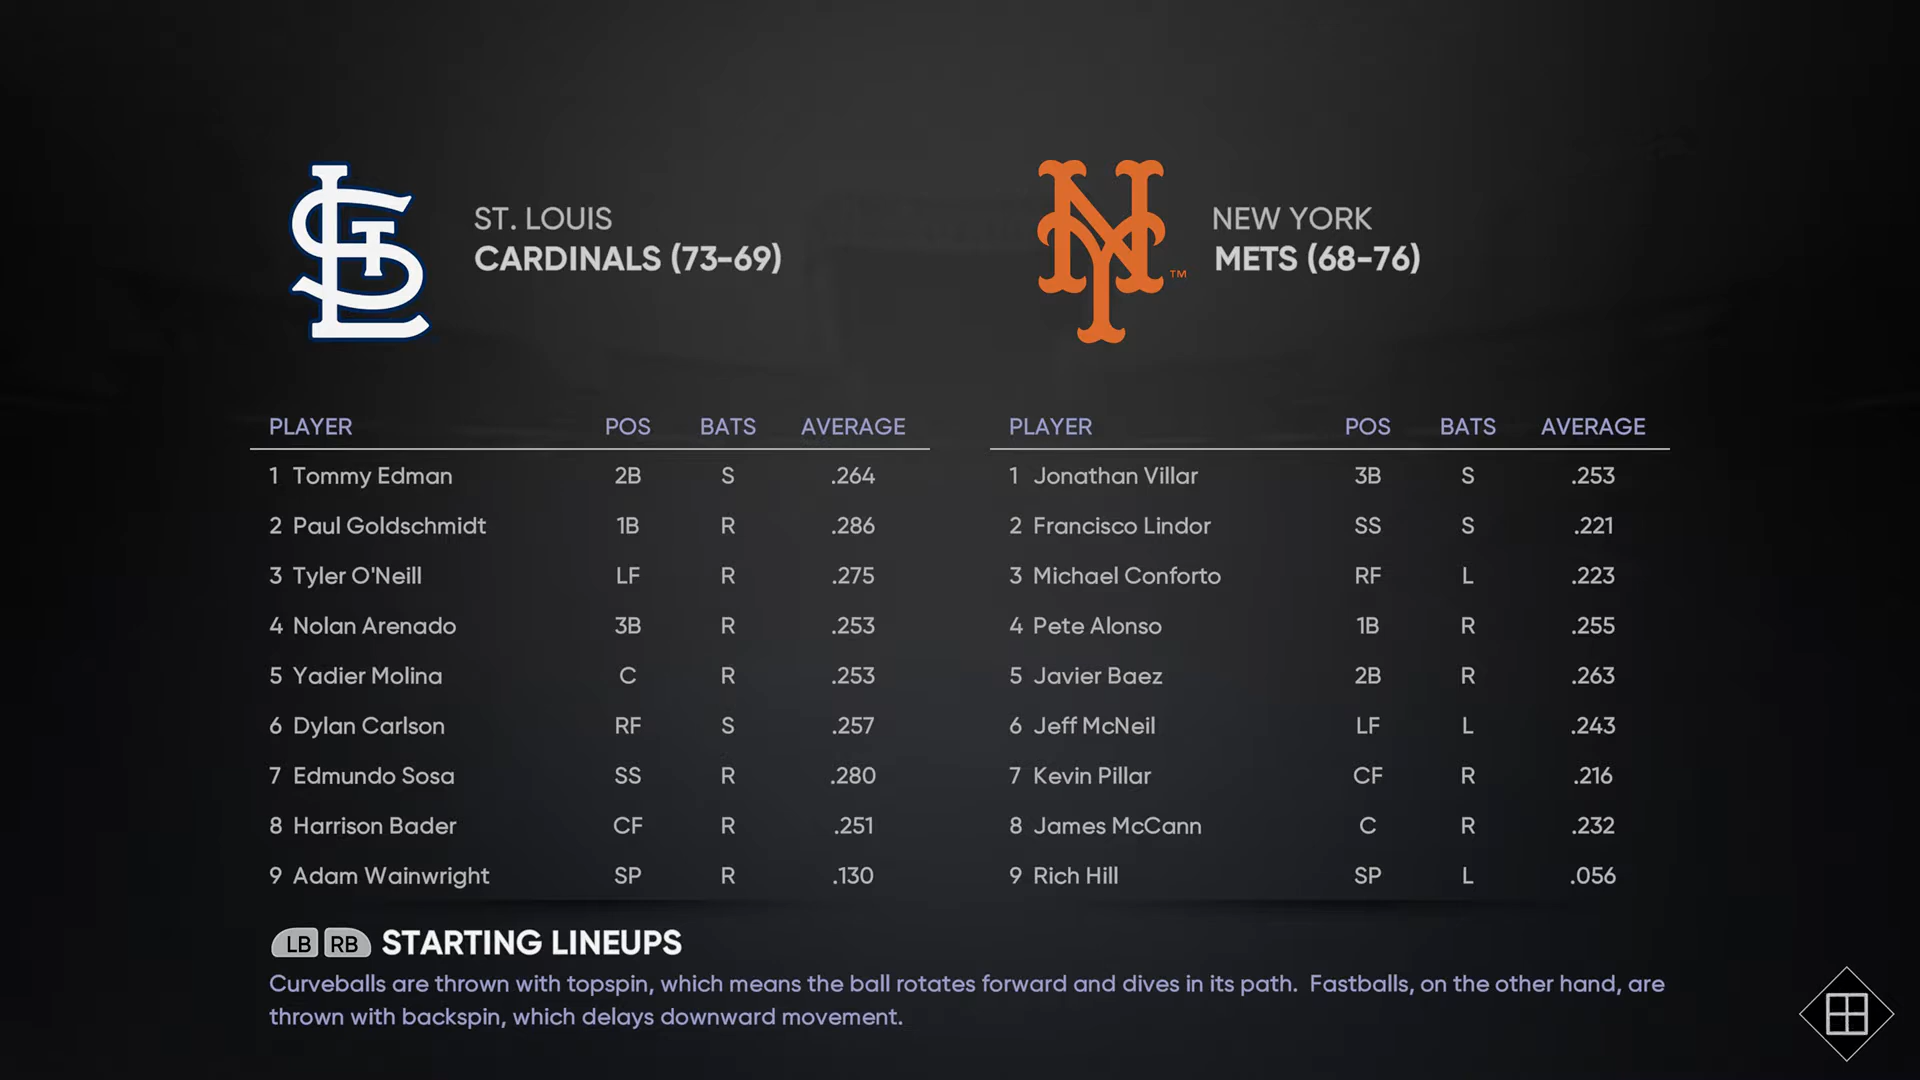 ST. LOUIS
CARDINALS (73-69)
NEW YORK
METS (68-76)
STL
NY
TM
PLAYER POS BATS AVERAGE
1 Tommy Edman 2B S .264
2 Paul Goldschmidt 1B R .286
3 Tyler O'Neill LF R .275
4 Nolan Arenado 3B R .253
5 Yadier Molina C R .253
6 Dylan Carlson RF S .257
7 Edmundo Sosa SS R .280
8 Harrison Bader CF R .251
9 Adam Wainwright SP R .130
PLAYER POS BATS AVERAGE
1 Jonathan Villar 3B S .253
2 Francisco Lindor SS S .221
3 Michael Conforto RF L .223
4 Pete Alonso 1B R .255
5 Javier Baez 2B R .263
6 Jeff McNeil LF L .243
7 Kevin Pillar CF R .216
8 James McCann C R .232
9 Rich Hill SP L .056
LB RB STARTING LINEUPS
Curveballs are thrown with topspin, which means the ball rotates forward and dives in its path. Fastballs, on the other hand, are
thrown with backspin, which delays downward movement.